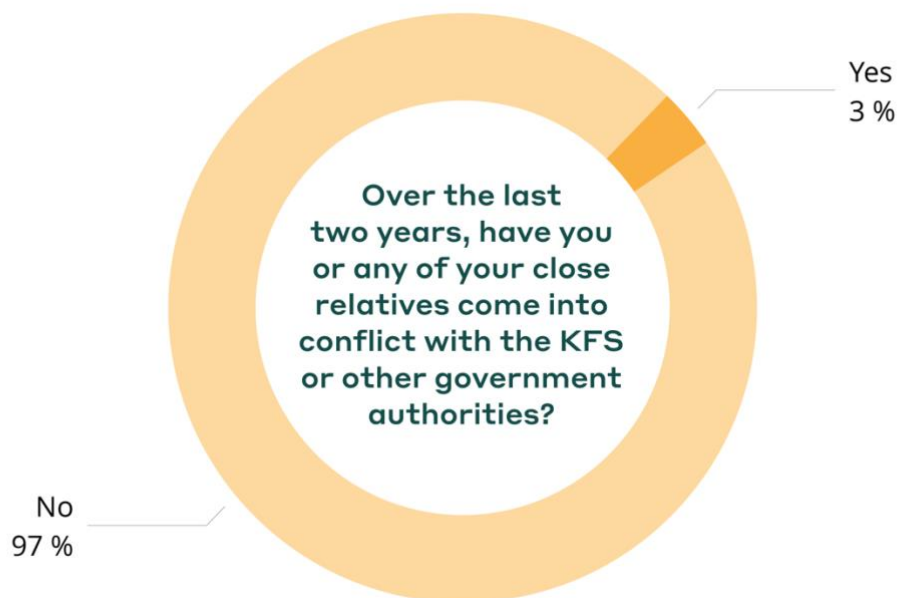 Yes
3 %
Over the last
two years, have you
or any of your close
relatives come into
conflict with the KFS
or other government
authorities?
No
97 %